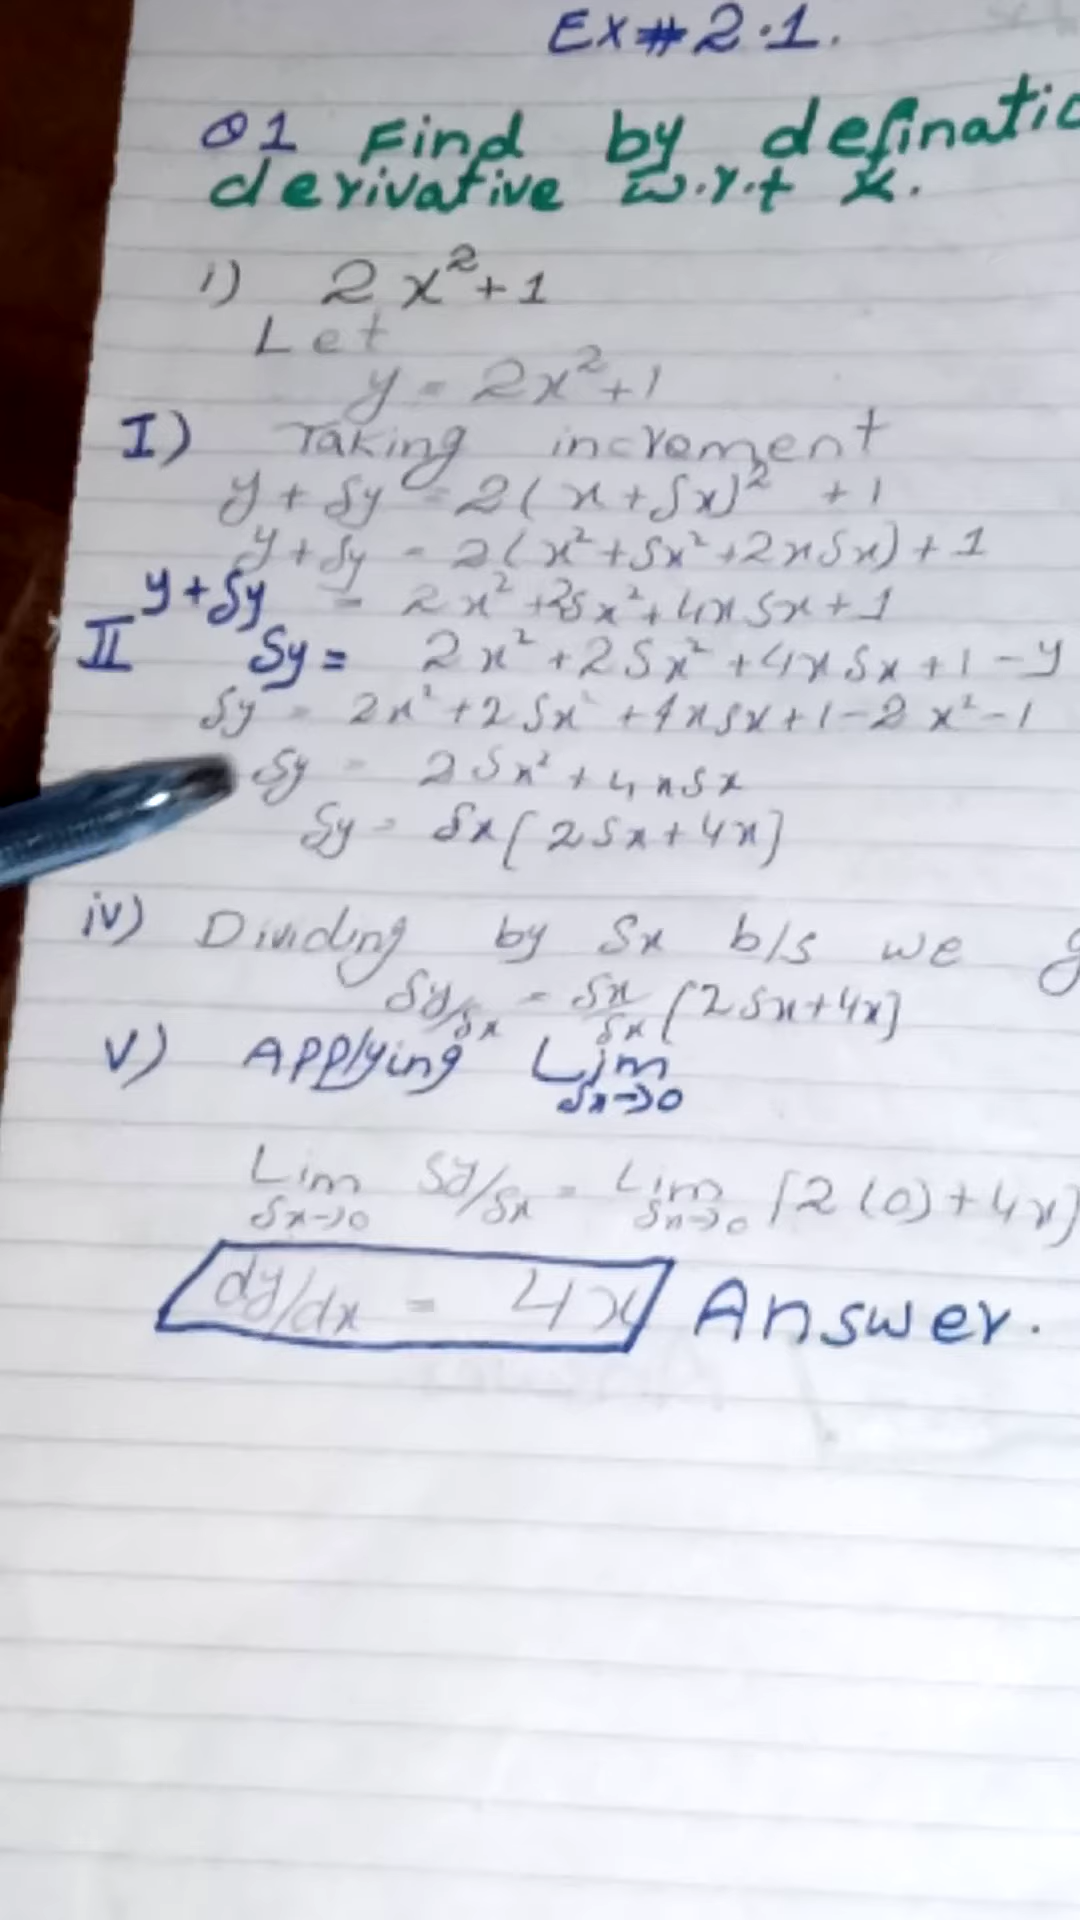 EX#2.1.
Q1 Find by definatio
derivative w.r.t x.
i) 2x²+1
Let
y = 2x²+1
I) Taking increment
y+δy = 2(x+δx)² +1
y+δy = 2(x²+δx²+2xδx)+1
y+δy = 2x²+2δx²+4xδx+1
II δy = 2x²+2δx²+4xδx+1-y
δy = 2x²+2δx²+4xδx+1-2x²-1
δy = 2δx²+4xδx
δy = δx[2δx+4x]
iv) Dividing by δx b/s we g
δy/δx = δx/δx [2δx+4x]
v) Applying Lim δx→0
Lim δx→0 δy/δx = Lim δx→0 [2(0)+4x]
dy/dx = 4x Answer.